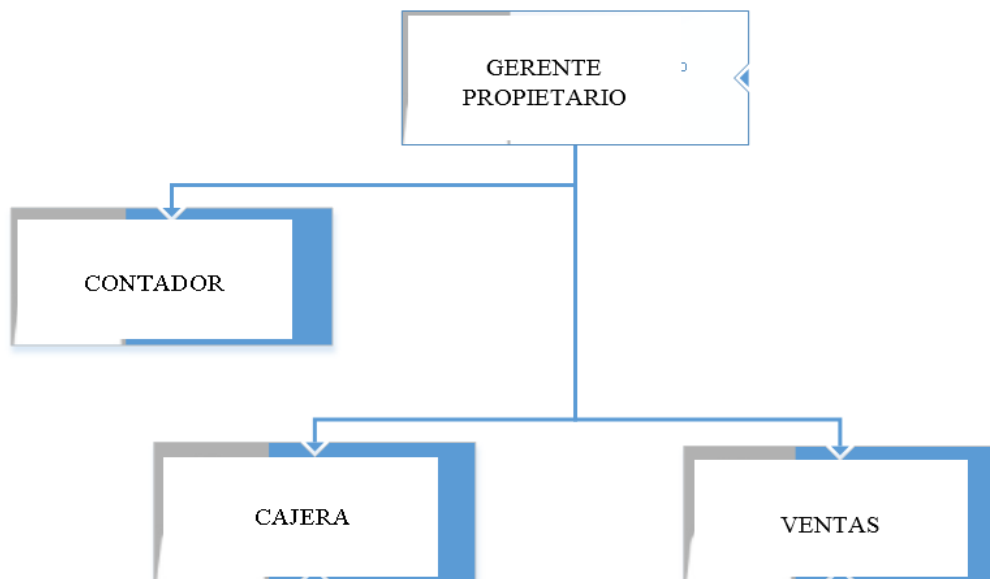 GERENTE
PROPIETARIO
CONTADOR
CAJERA
VENTAS